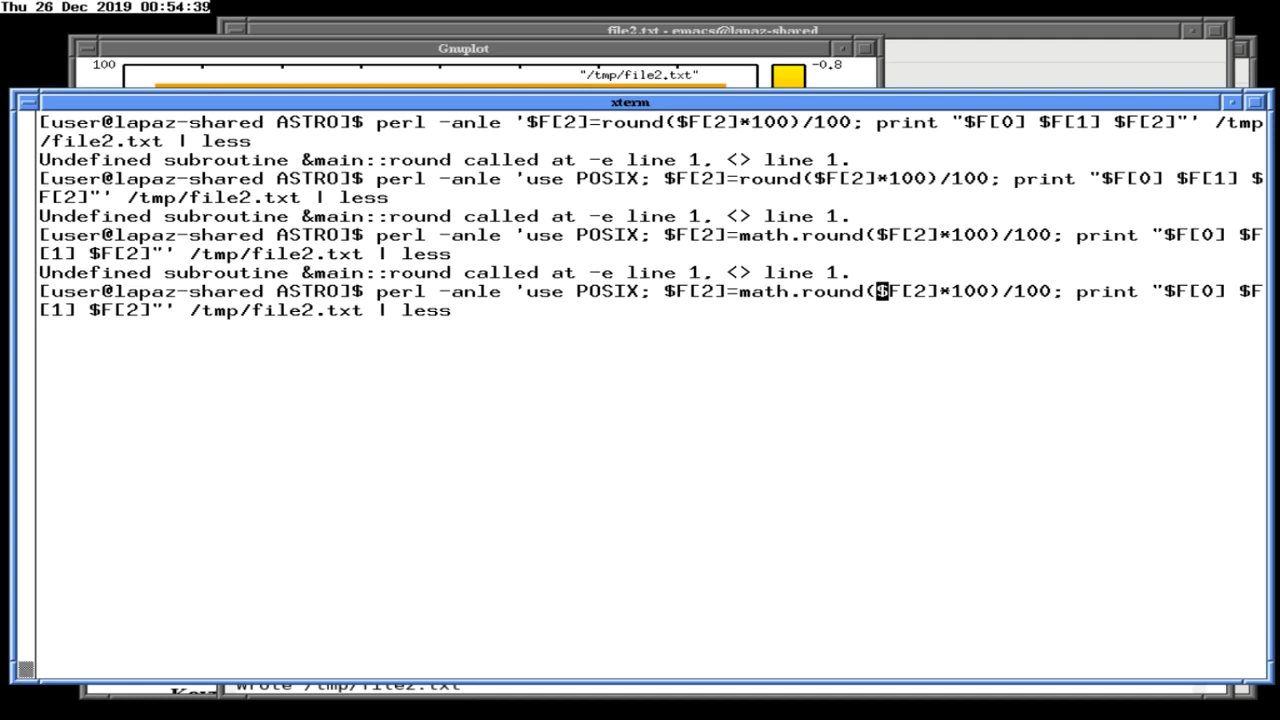 Thu 26 Dec 2019 00:54:39
file2.txt - emacs@lapaz-shared
Gnuplot
100
"/tmp/file2.txt"
-0.8
xterm
[user@lapaz-shared ASTRO]$ perl -anle '$F[2]=round($F[2]*100)/100; print "$F[0] $F[1] $F[2]"' /tmp
/file2.txt | less
Undefined subroutine &main::round called at -e line 1, <> line 1.
[user@lapaz-shared ASTRO]$ perl -anle 'use POSIX; $F[2]=round($F[2]*100)/100; print "$F[0] $F[1] $
F[2]"' /tmp/file2.txt | less
Undefined subroutine &main::round called at -e line 1, <> line 1.
[user@lapaz-shared ASTRO]$ perl -anle 'use POSIX; $F[2]=math.round($F[2]*100)/100; print "$F[0] $F
[1] $F[2]"' /tmp/file2.txt | less
Undefined subroutine &main::round called at -e line 1, <> line 1.
[user@lapaz-shared ASTRO]$ perl -anle 'use POSIX; $F[2]=math.round($F[2]*100)/100; print "$F[0] $F
[1] $F[2]"' /tmp/file2.txt | less
Wrote /tmp/file2.txt